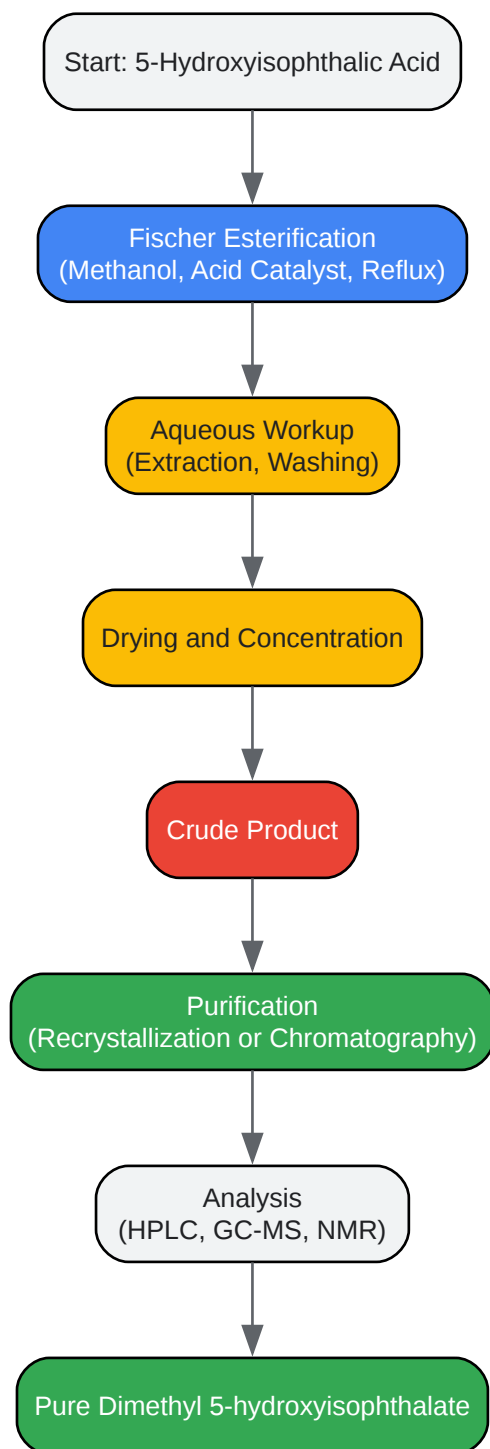 Start: 5-Hydroxyisophthalic Acid
Fischer Esterification
(Methanol, Acid Catalyst, Reflux)
Aqueous Workup
(Extraction, Washing)
Drying and Concentration
Crude Product
Purification
(Recrystallization or Chromatography)
Analysis
(HPLC, GC-MS, NMR)
Pure Dimethyl 5-hydroxyisophthalate